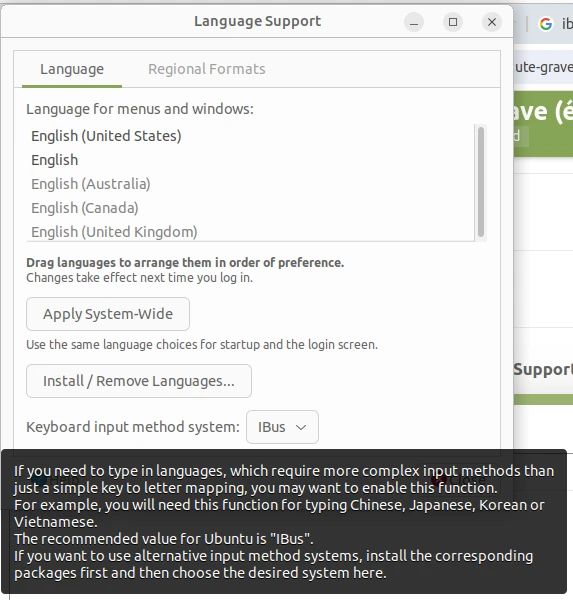 Language Support
ib
Language
Regional Formats
ute-grave
ave (é
d
Language for menus and windows:
English (United States)
English
English (Australia)
English (Canada)
English (United Kingdom)
Drag languages to arrange them in order of preference.
Changes take effect next time you log in.
Apply System-Wide
Use the same language choices for startup and the login screen.
Support
Install / Remove Languages...
Keyboard input method system:
IBus
If you need to type in languages, which require more complex input methods than
just a simple key to letter mapping, you may want to enable this function.
For example, you will need this function for typing Chinese, Japanese, Korean or
Vietnamese.
The recommended value for Ubuntu is "IBus".
If you want to use alternative input method systems, install the corresponding
packages first and then choose the desired system here.